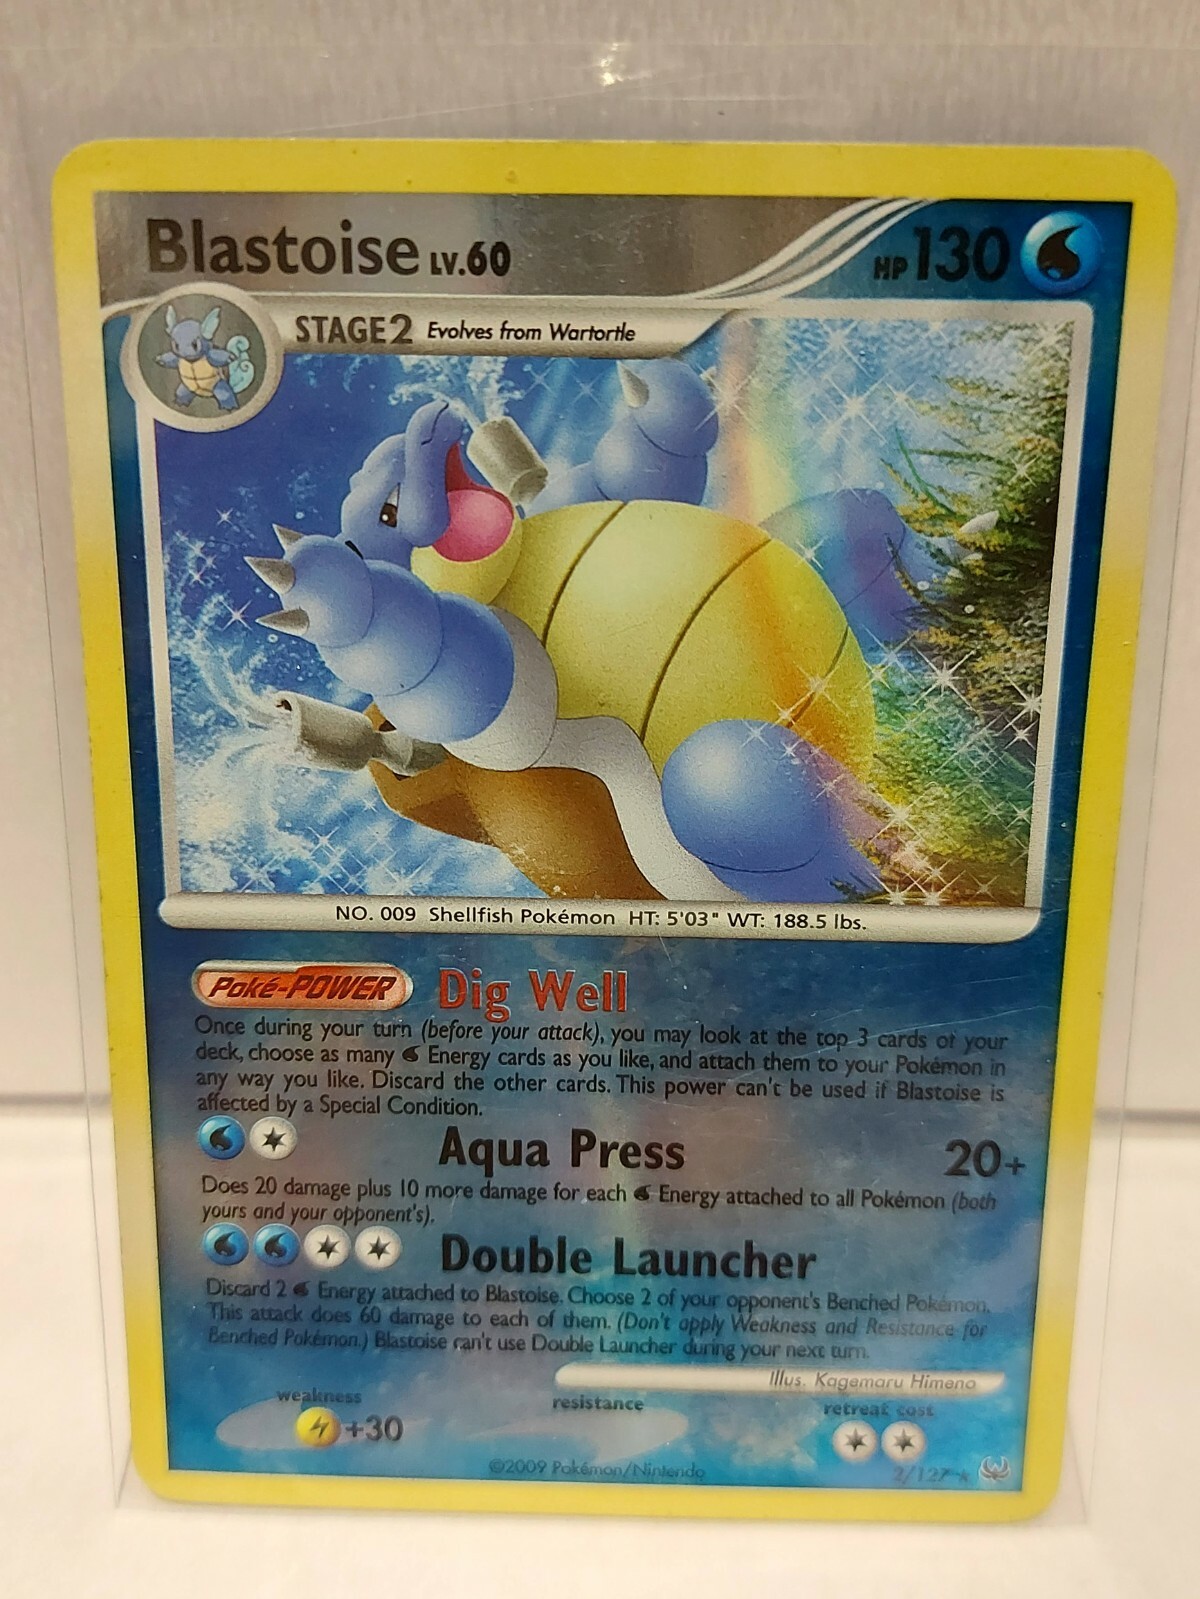 Blastoise LV.60 HP 130
STAGE2 Evolves from Wartortle
NO. 009 Shellfish Pokémon HT: 5'03" WT: 188.5 lbs.
Poké-POWER Dig Well
Once during your turn (before your attack), you may look at the top 3 cards of your
deck, choose as many Energy cards as you like, and attach them to your Pokémon in
any way you like. Discard the other cards. This power can't be used if Blastoise is
affected by a Special Condition.
Aqua Press 20+
Does 20 damage plus 10 more damage for each Energy attached to all Pokémon (both
yours and your opponent's).
Double Launcher
Discard 2 Energy attached to Blastoise. Choose 2 of your opponent's Benched Pokémon.
This attack does 60 damage to each of them. (Don't apply Weakness and Resistance for
Benched Pokémon.) Blastoise can't use Double Launcher during your next turn.
Illus. Kagemaru Himeno
weakness resistance retreat cost
+30
©2009 Pokémon/Nintendo 2/127 ★